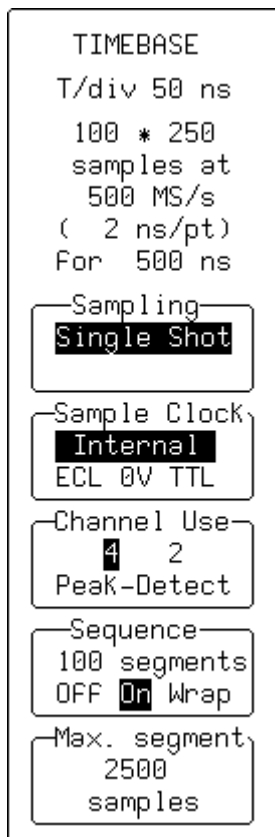 TIMEBASE
T/div 50 ns
100 * 250
samples at
500 MS/s
( 2 ns/pt)
For 500 ns
Sampling
Single Shot
Sample Clock
Internal
ECL 0V TTL
Channel Use
4 2
Peak-Detect
Sequence
100 segments
OFF On Wrap
Max. segment
2500
samples